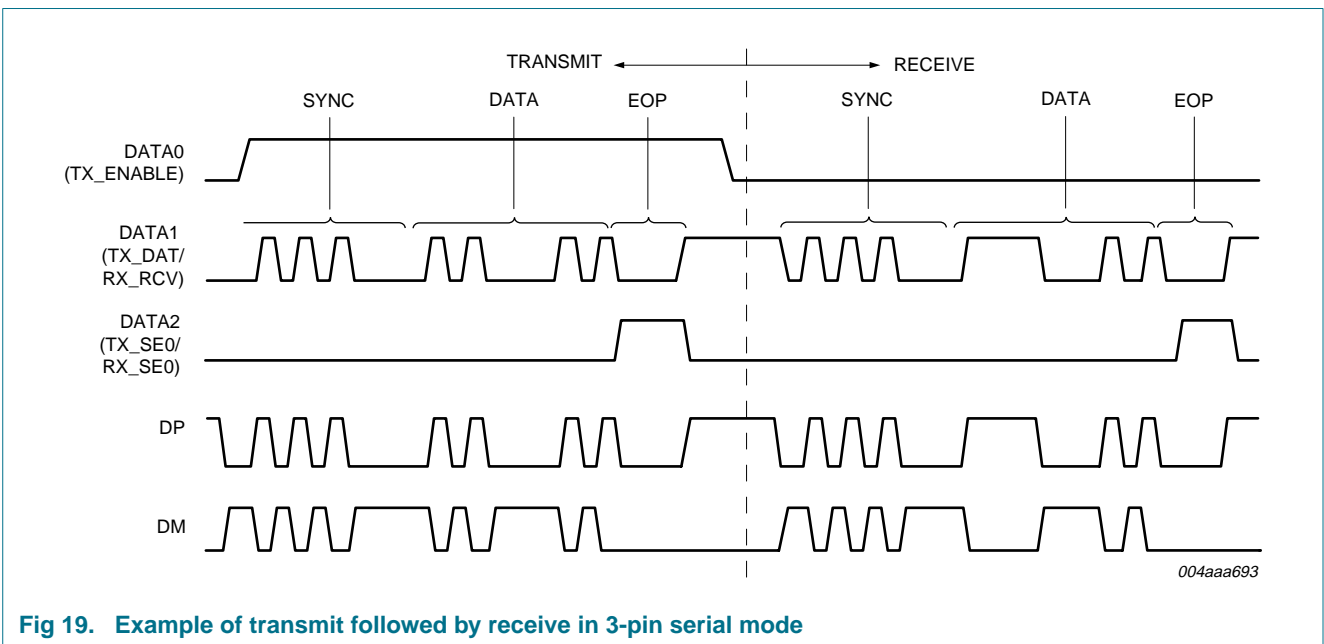 TRANSMIT RECEIVE
SYNC DATA EOP SYNC DATA EOP
DATA0
(TX_ENABLE)
DATA1
(TX_DAT/
RX_RCV)
DATA2
(TX_SE0/
RX_SE0)
DP
DM
004aaa693
Fig 19. Example of transmit followed by receive in 3-pin serial mode